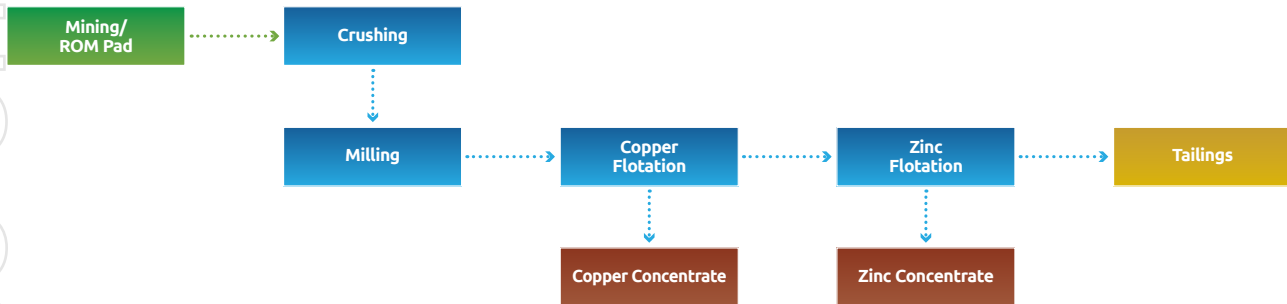 Mining/
ROM Pad
Crushing
Milling
Copper
Flotation
Zinc
Flotation
Tailings
Copper Concentrate
Zinc Concentrate